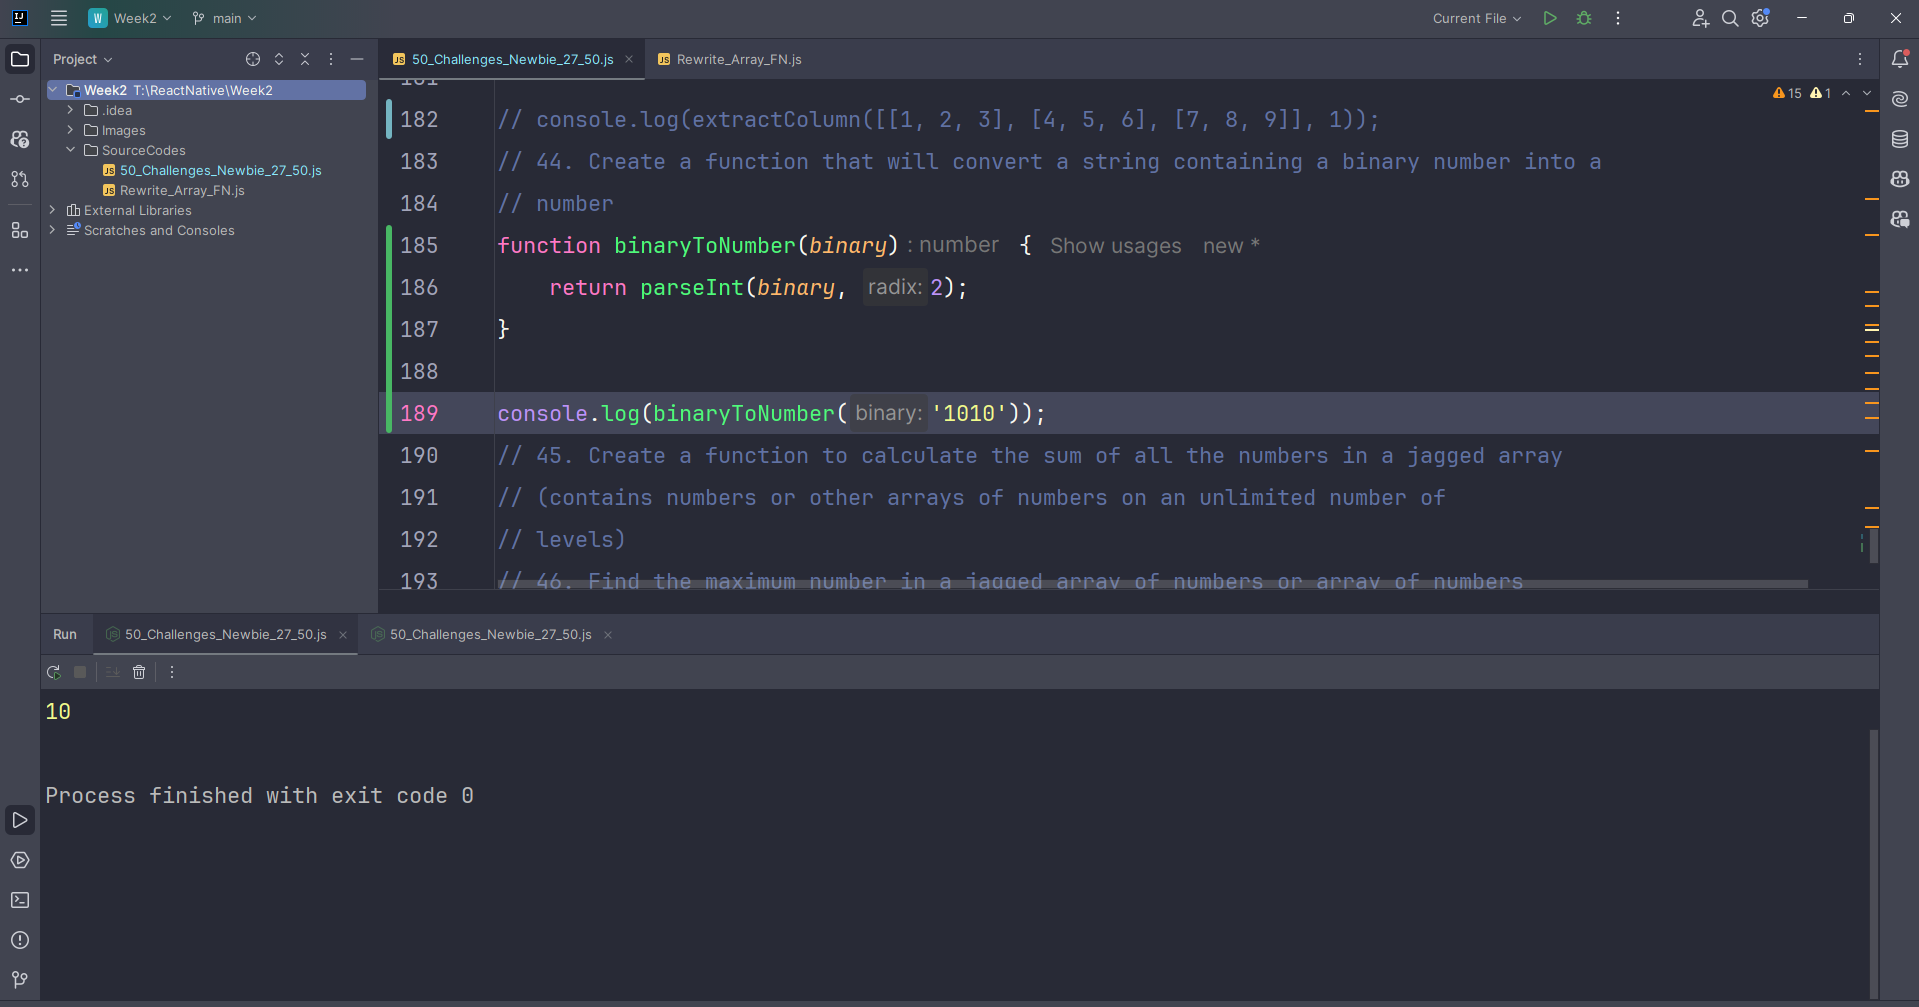 W Week2 main Current File
Project
50_Challenges_Newbie_27_50.js
Rewrite_Array_FN.js
Week2 T:\ReactNative\Week2
.idea
Images
SourceCodes
50_Challenges_Newbie_27_50.js
Rewrite_Array_FN.js
External Libraries
Scratches and Consoles
15 1
181
182 // console.log(extractColumn([[1, 2, 3], [4, 5, 6], [7, 8, 9]], 1));
183 // 44. Create a function that will convert a string containing a binary number into a
184 // number
185 function binaryToNumber(binary) : number { Show usages new *
186 return parseInt(binary, radix: 2);
187 }
188
189 console.log(binaryToNumber( binary: '1010'));
190 // 45. Create a function to calculate the sum of all the numbers in a jagged array
191 // (contains numbers or other arrays of numbers on an unlimited number of
192 // levels)
193 // 46. Find the maximum number in a jagged array of numbers or array of numbers
Run 50_Challenges_Newbie_27_50.js 50_Challenges_Newbie_27_50.js
10
Process finished with exit code 0